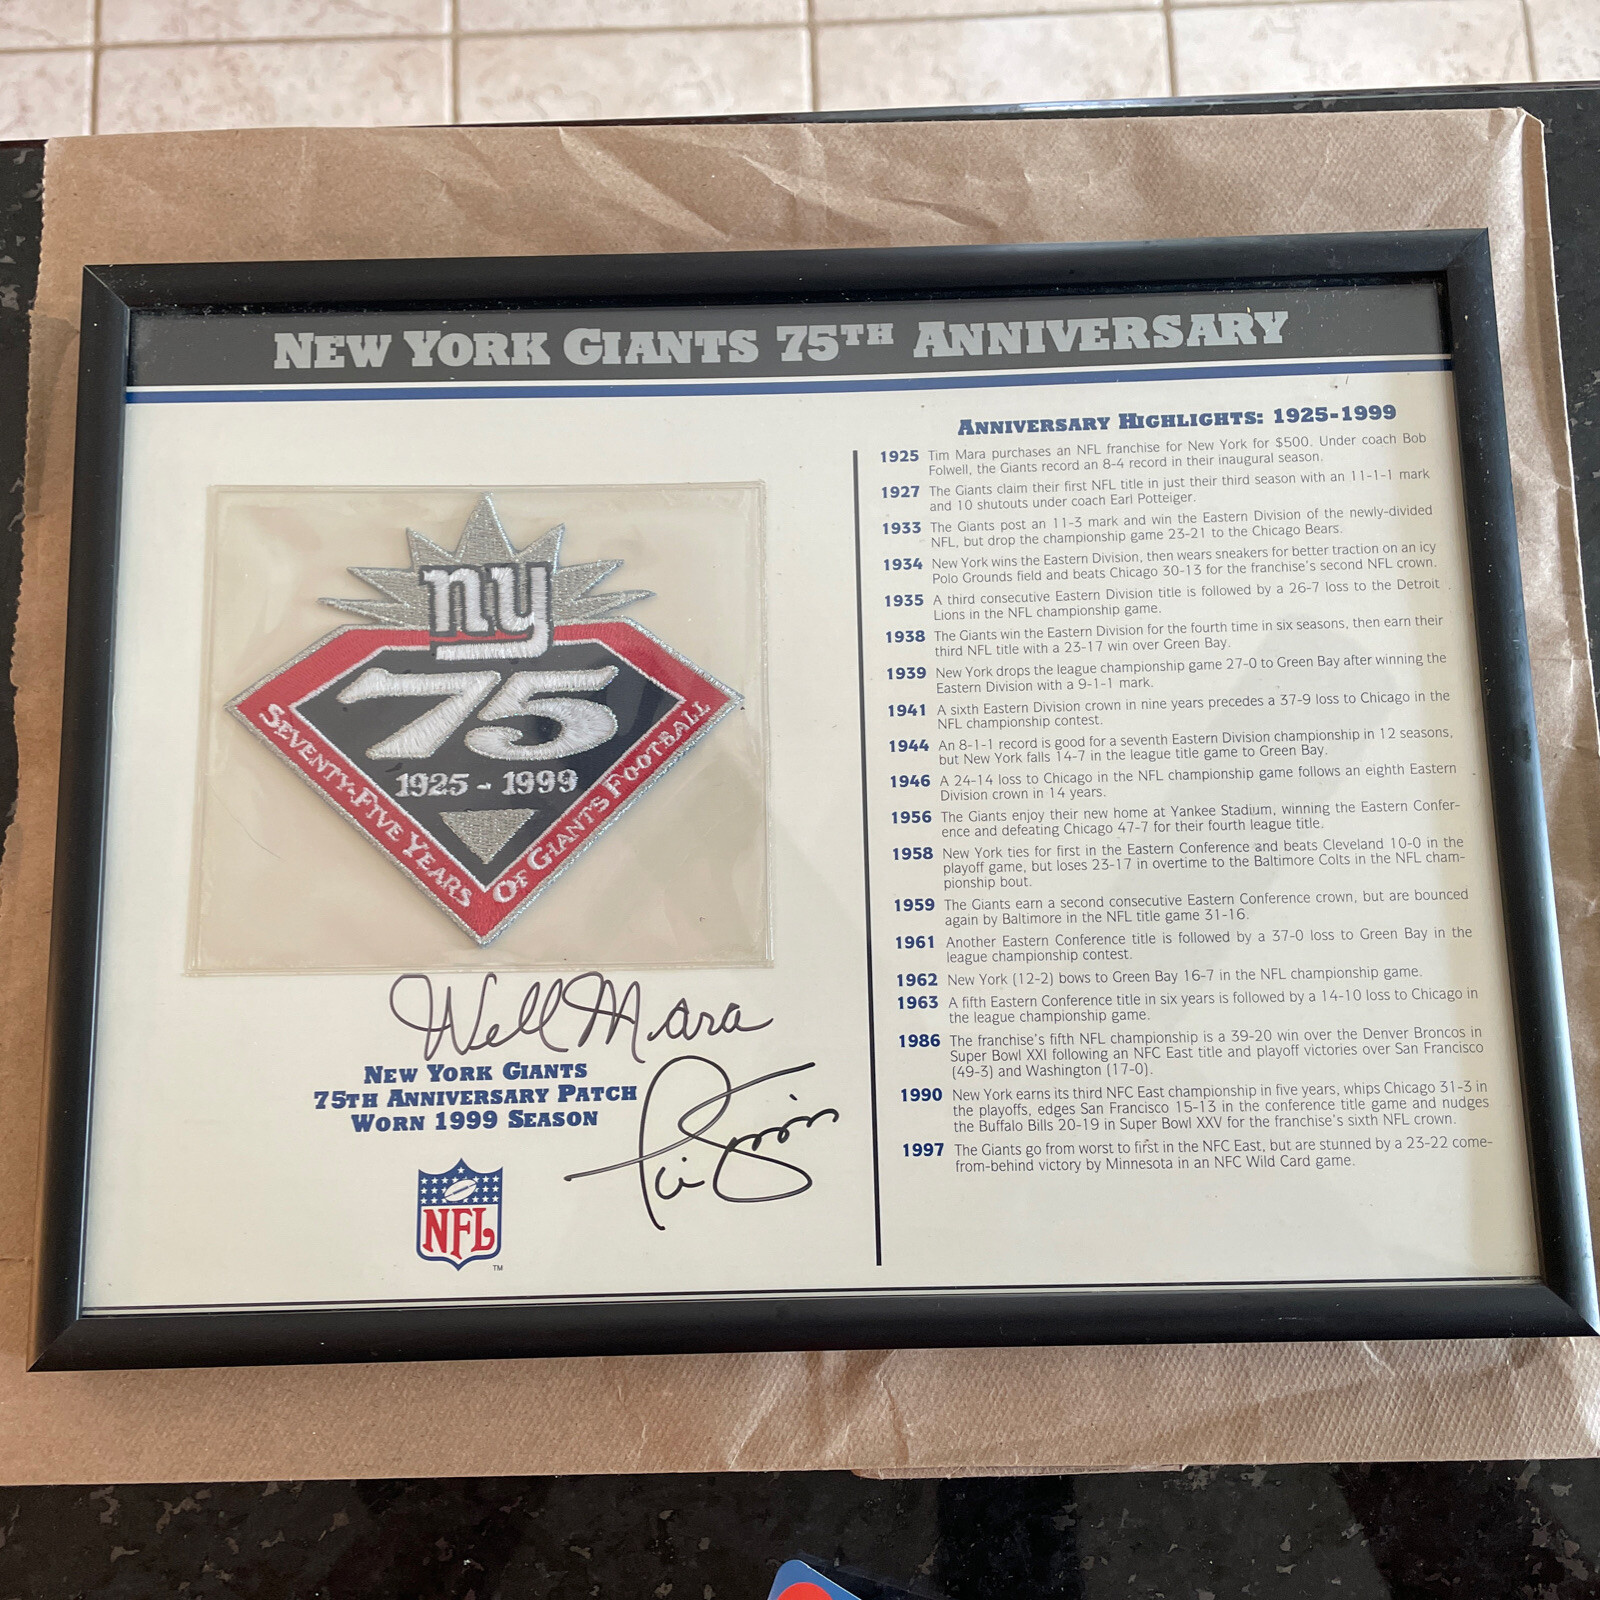 NEW YORK GIANTS 75TH ANNIVERSARY
ny
75
1925 - 1999
SEVENTY-FIVE YEARS OF GIANTS FOOTBALL
Well Mara
NEW YORK GIANTS
75TH ANNIVERSARY PATCH
WORN 1999 SEASON
NFL
TM
ANNIVERSARY HIGHLIGHTS: 1925-1999
1925 Tim Mara purchases an NFL franchise for New York for $500. Under coach Bob
Folwell, the Giants record an 8-4 record in their inaugural season.
1927 The Giants claim their first NFL title in just their third season with an 11-1-1 mark
and 10 shutouts under coach Earl Potteiger.
1933 The Giants post an 11-3 mark and win the Eastern Division of the newly-divided
NFL, but drop the championship game 23-21 to the Chicago Bears.
1934 New York wins the Eastern Division, then wears sneakers for better traction on an icy
Polo Grounds field and beats Chicago 30-13 for the franchise's second NFL crown.
1935 A third consecutive Eastern Division title is followed by a 26-7 loss to the Detroit
Lions in the NFL championship game.
1938 The Giants win the Eastern Division for the fourth time in six seasons, then earn their
third NFL title with a 23-17 win over Green Bay.
1939 New York drops the league championship game 27-0 to Green Bay after winning the
Eastern Division with a 9-1-1 mark.
1941 A sixth Eastern Division crown in nine years precedes a 37-9 loss to Chicago in the
NFL championship contest.
1944 An 8-1-1 record is good for a seventh Eastern Division championship in 12 seasons,
but New York falls 14-7 in the league title game to Green Bay.
1946 A 24-14 loss to Chicago in the NFL championship game follows an eighth Eastern
Division crown in 14 years.
1956 The Giants enjoy their new home at Yankee Stadium, winning the Eastern Confer-
ence and defeating Chicago 47-7 for their fourth league title.
1958 New York ties for first in the Eastern Conference and beats Cleveland 10-0 in the
playoff game, but loses 23-17 in overtime to the Baltimore Colts in the NFL cham-
pionship bout.
1959 The Giants earn a second consecutive Eastern Conference crown, but are bounced
again by Baltimore in the NFL title game 31-16.
1961 Another Eastern Conference title is followed by a 37-0 loss to Green Bay in the
league championship contest.
1962 New York (12-2) bows to Green Bay 16-7 in the NFL championship game.
1963 A fifth Eastern Conference title in six years is followed by a 14-10 loss to Chicago in
the league championship game.
1986 The franchise's fifth NFL championship is a 39-20 win over the Denver Broncos in
Super Bowl XXI following an NFC East title and playoff victories over San Francisco
(49-3) and Washington (17-0).
1990 New York earns its third NFC East championship in five years, whips Chicago 31-3 in
the playoffs, edges San Francisco 15-13 in the conference title game and nudges
the Buffalo Bills 20-19 in Super Bowl XXV for the franchise's sixth NFL crown.
1997 The Giants go from worst to first in the NFC East, but are stunned by a 23-22 come-
from-behind victory by Minnesota in an NFC Wild Card game.